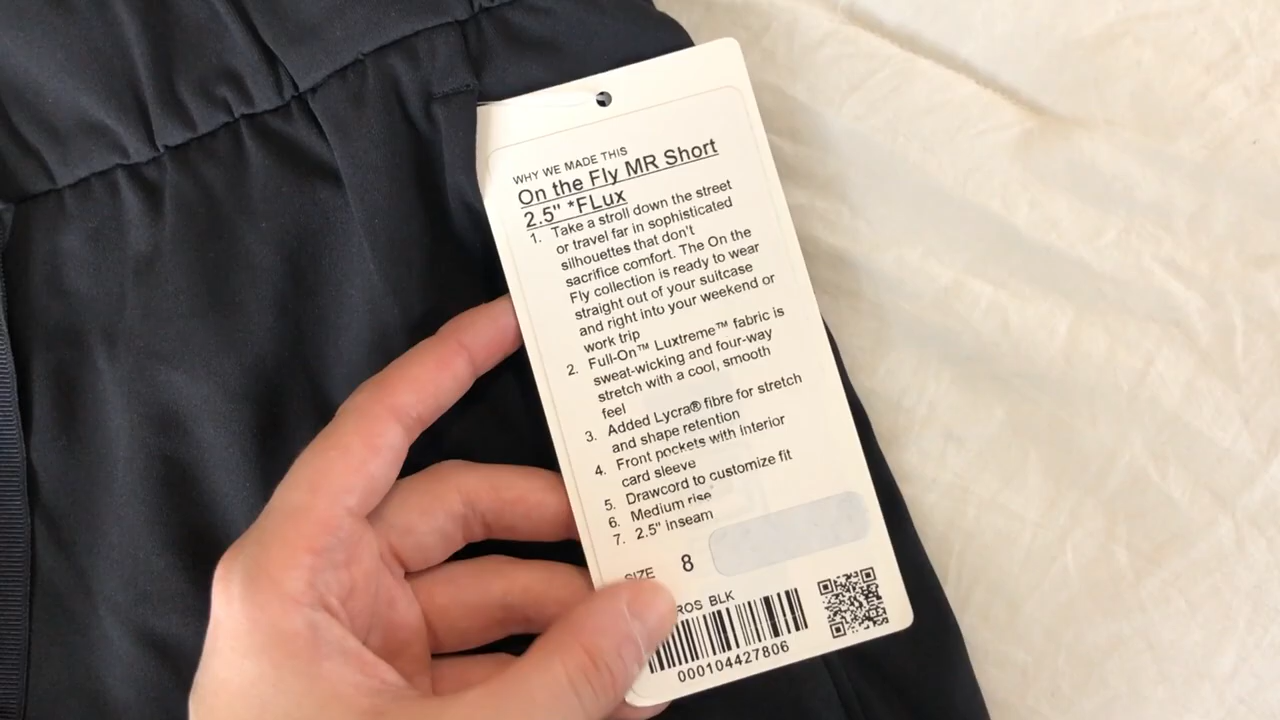 WHY WE MADE THIS
On the Fly MR Short
2.5" *FLux
1. Take a stroll down the street
or travel far in sophisticated
silhouettes that don't
sacrifice comfort. The On the
Fly collection is ready to wear
straight out of your suitcase
and right into your weekend or
work trip
2. Full-On™ Luxtreme™ fabric is
sweat-wicking and four-way
stretch with a cool, smooth
feel
3. Added Lycra® fibre for stretch
and shape retention
4. Front pockets with interior
card sleeve
5. Drawcord to customize fit
6. Medium rise
7. 2.5" inseam
SIZE 8
ROS BLK
000104427806